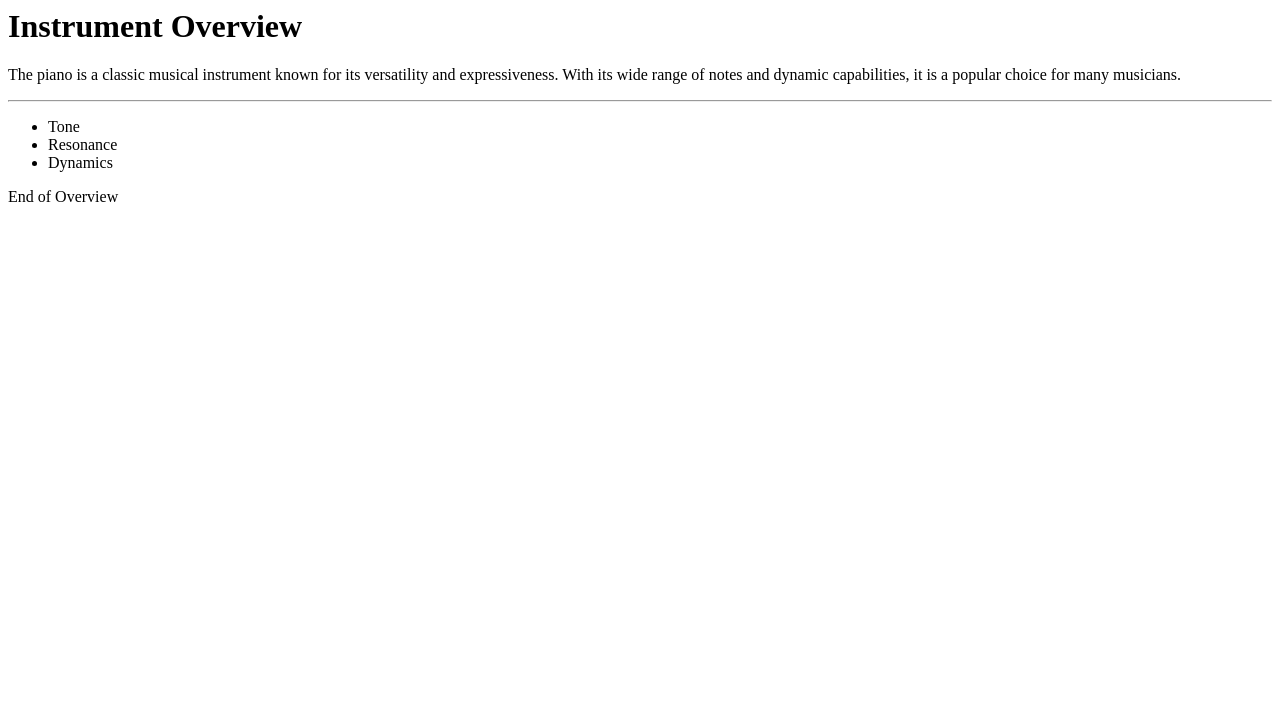 Instrument Overview
The piano is a classic musical instrument known for its versatility and expressiveness. With its wide range of notes and dynamic capabilities, it is a popular choice for many musicians.
Tone
Resonance
Dynamics
End of Overview